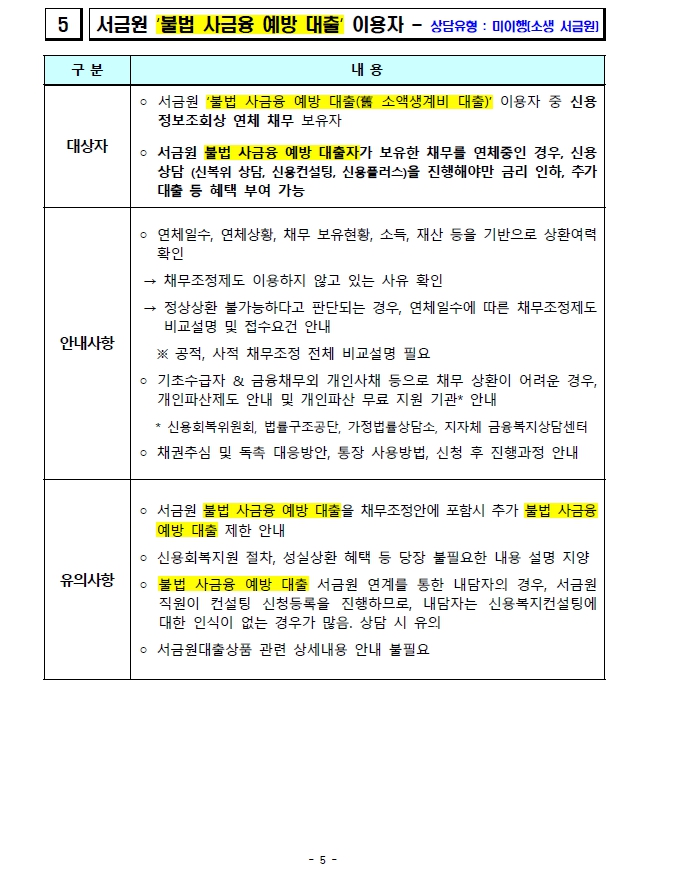 5 서금원 '불법 사금융 예방 대출' 이용자 - 상담유형 : 미이행(소생 서금원)
구 분 내 용
대상자
○ 서금원 '불법 사금융 예방 대출(舊 소액생계비 대출)' 이용자 중 신용
정보조회상 연체 채무 보유자
○ 서금원 불법 사금융 예방 대출자가 보유한 채무를 연체중인 경우, 신용
상담 (신복위 상담, 신용컨설팅, 신용플러스)을 진행해야만 금리 인하, 추가
대출 등 혜택 부여 가능
안내사항
○ 연체일수, 연체상황, 채무 보유현황, 소득, 재산 등을 기반으로 상환여력
확인
→ 채무조정제도 이용하지 않고 있는 사유 확인
→ 정상상환 불가능하다고 판단되는 경우, 연체일수에 따른 채무조정제도
비교설명 및 접수요건 안내
※ 공적, 사적 채무조정 전체 비교설명 필요
○ 기초수급자 & 금융채무외 개인사채 등으로 채무 상환이 어려운 경우,
개인파산제도 안내 및 개인파산 무료 지원 기관* 안내
* 신용회복위원회, 법률구조공단, 가정법률상담소, 지자체 금융복지상담센터
○ 채권추심 및 독촉 대응방안, 통장 사용방법, 신청 후 진행과정 안내
유의사항
○ 서금원 불법 사금융 예방 대출을 채무조정안에 포함시 추가 불법 사금융
예방 대출 제한 안내
○ 신용회복지원 절차, 성실상환 혜택 등 당장 불필요한 내용 설명 지양
○ 불법 사금융 예방 대출 서금원 연계를 통한 내담자의 경우, 서금원
직원이 컨설팅 신청등록을 진행하므로, 내담자는 신용복지컨설팅에
대한 인식이 없는 경우가 많음. 상담 시 유의
○ 서금원대출상품 관련 상세내용 안내 불필요
- 5 -